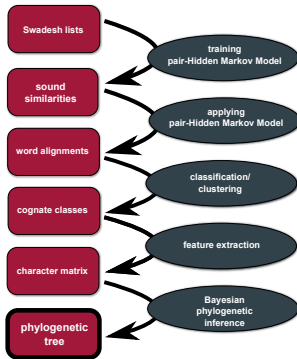 Swadesh lists
training
pair-Hidden Markov Model
sound
similarities
applying
pair-Hidden Markov Model
word alignments
classification/
clustering
cognate classes
feature extraction
character matrix
Bayesian
phylogenetic
inference
phylogenetic
tree